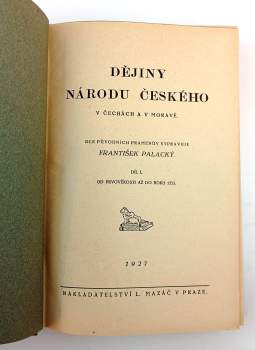 DĚJINY
NÁRODU ČESKÉHO
V ČECHÁCH A V MORAVĚ.
DLE PŮVODNÍCH PRAMENŮV VYPRAVUJE
FRANTIŠEK PALACKÝ.
DÍL I.
OD PRVOVĚKOSTI AŽ DO ROKU 1253.
1927
NAKLADATELSTVÍ L. MAZÁČ V PRAZE.